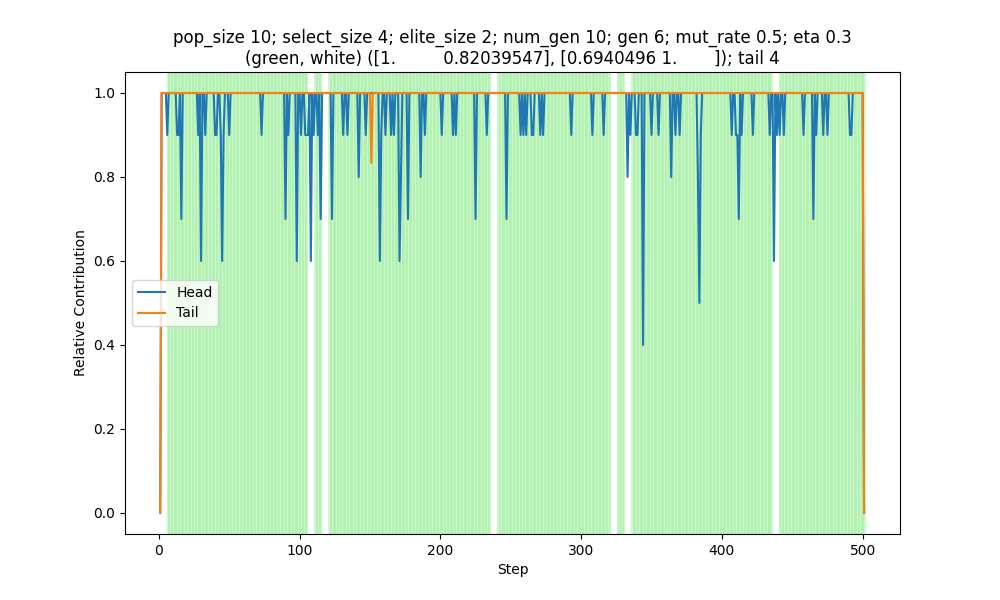 pop_size 10; select_size 4; elite_size 2; num_gen 10; gen 6; mut_rate 0.5; eta 0.3
(green, white) ([1.         0.82039547], [0.6940496 1.       ]); tail 4
1.0
0.8
0.6
0.4
0.2
0.0
Relative Contribution
Head
Tail
0
100
200
300
400
500
Step